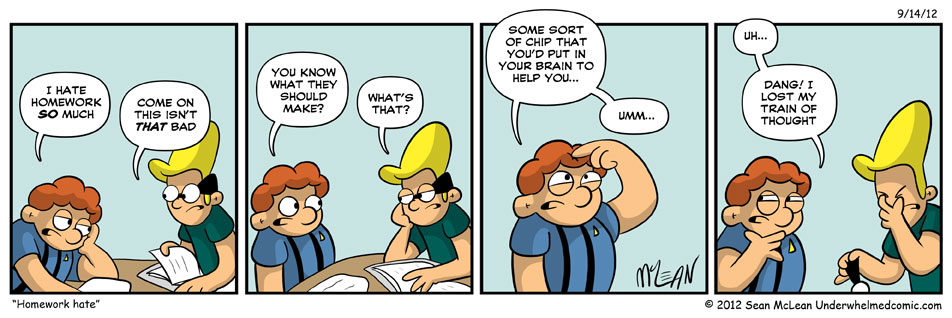 9/14/12
I HATE
HOMEWORK
SO MUCH
COME ON
THIS ISN'T
THAT BAD
YOU KNOW
WHAT THEY
SHOULD
MAKE?
WHAT'S
THAT?
SOME SORT
OF CHIP THAT
YOU'D PUT IN
YOUR BRAIN TO
HELP YOU...
UMM...
McLEAN
UH...
DANG! I
LOST MY
TRAIN OF
THOUGHT
"Homework hate"
© 2012 Sean McLean Underwhelmedcomic.com